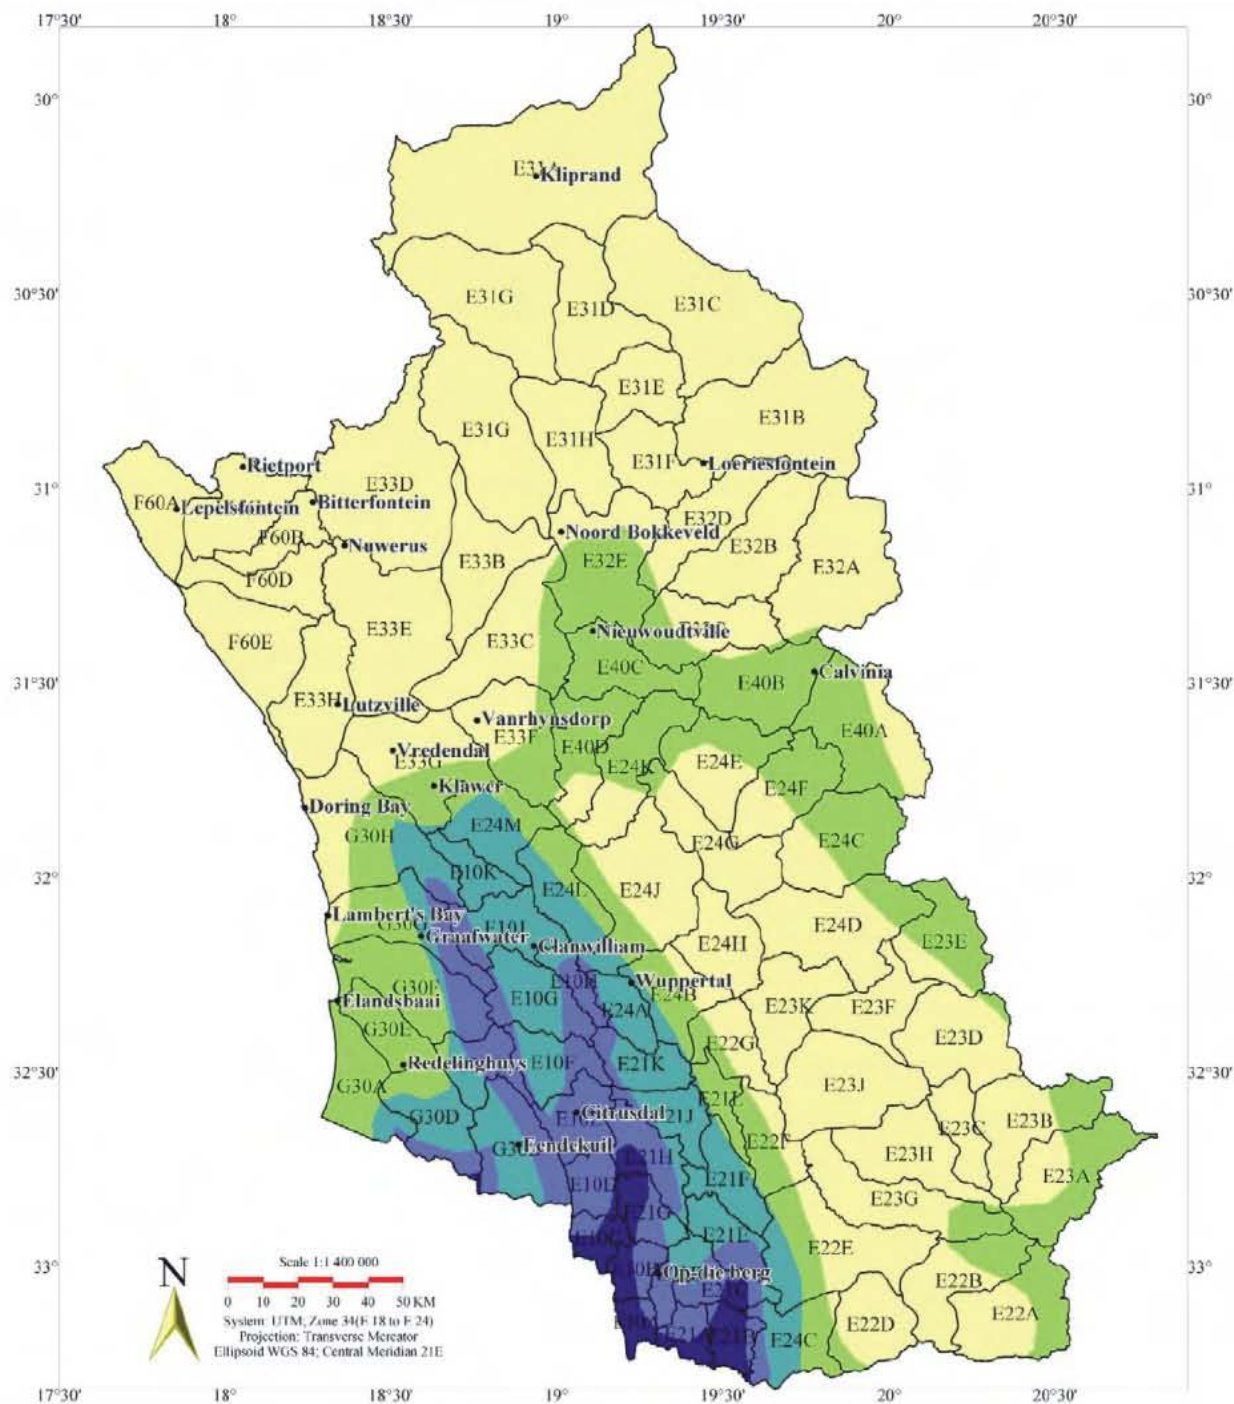 17°30' 18° 18°30' 19° 19°30' 20° 20°30'
30° 30°
E31A
Kliprand
30°30' 30°30'
E31G E31D E31C
E31E
E31G E31H E31B
E31F Loeriesfontein
Rietport
E33D
31° 31°
F60A Lepelsfontein Bitterfontein
E32D
F60B Nuwerus Noord Bokkeveld E32B
E33B E32E E32A
F60D
F60E E33E E33C Nieuwoudtville
E40C E40B Calvinia
31°30' 31°30'
E33H Lutzville
Vanrhynsdorp
E33F E40D E40A
Vredendal
E33G E24K E24E
Klawer E24F
Doring Bay
G30H E24M E24G E24C
32° 32°
E10K E24L E24J
Lambert's Bay
G30G Graafwater Clanwilliam E24H E24D E23E
Wuppertal
G30F E10G E10H E24A E24B E23K E23F
Elandsbaai
G30E E22G E23D
Redelinghuys E10F E21K
32°30' 32°30'
G30A E23J
G30D Citrusdal E21J E23C E23B
Eendekuil E22F E23H
E10D E21H E21F E23G E23A
E21G
E21E E22E
33° 33°
Op-die-berg E22B
E22A
E24C E22D
N
Scale 1:1 400 000
0 10 20 30 40 50 KM
System: UTM; Zone 34(E 18 to E 24)
Projection: Transverse Mercator
Ellipsoid WGS 84; Central Meridian 21E
17°30' 18° 18°30' 19° 19°30' 20° 20°30'